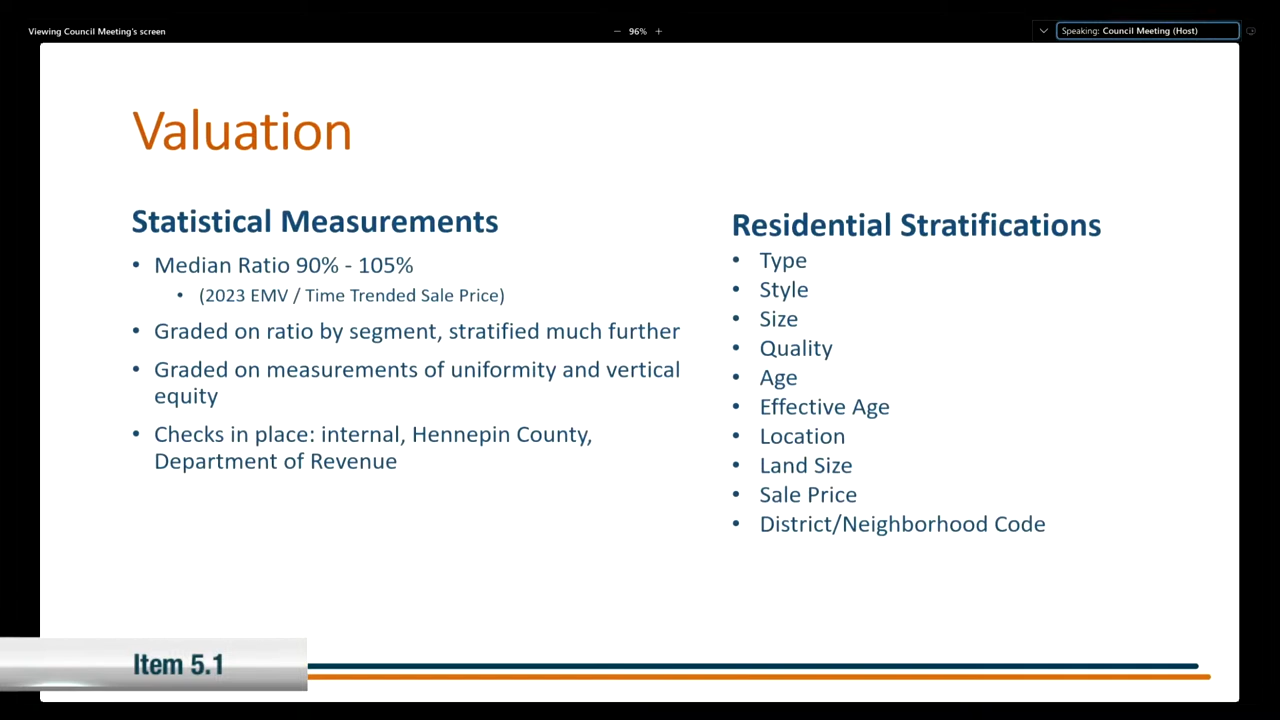 Viewing Council Meeting's screen
− 96% +
Speaking: Council Meeting (Host)
Valuation
Statistical Measurements
• Median Ratio 90% - 105%
• (2023 EMV / Time Trended Sale Price)
• Graded on ratio by segment, stratified much further
• Graded on measurements of uniformity and vertical
equity
• Checks in place: internal, Hennepin County,
Department of Revenue
Residential Stratifications
• Type
• Style
• Size
• Quality
• Age
• Effective Age
• Location
• Land Size
• Sale Price
• District/Neighborhood Code
Item 5.1